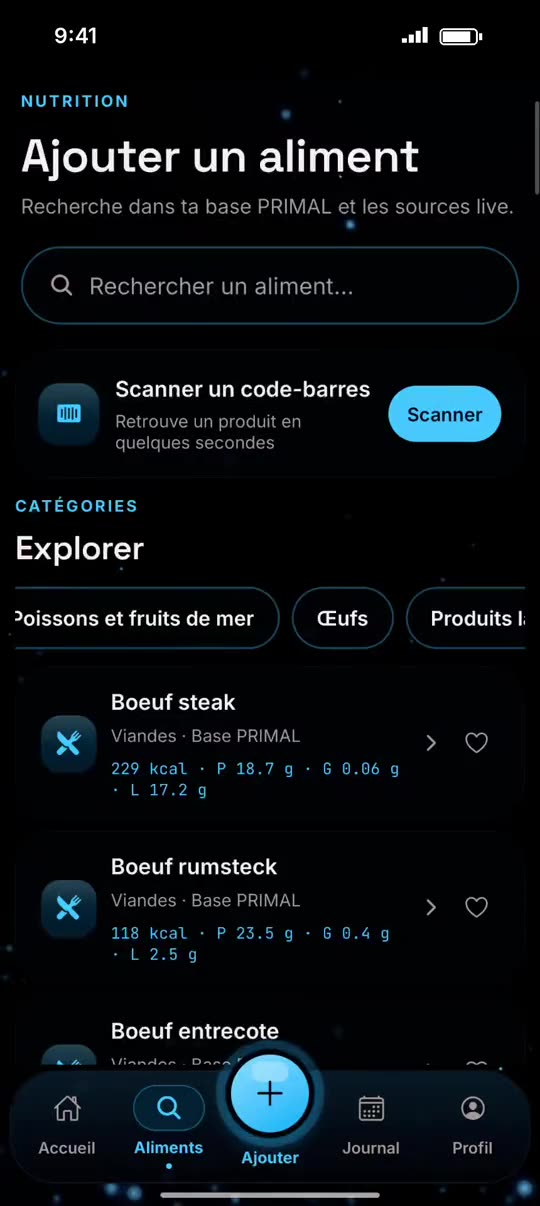 9:41
NUTRITION
Ajouter un aliment
Recherche dans ta base PRIMAL et les sources live.
Rechercher un aliment...
Scanner un code-barres
Retrouve un produit en
quelques secondes
Scanner
CATÉGORIES
Explorer
Poissons et fruits de mer
Œufs
Produits
Boeuf steak
Viandes · Base PRIMAL
229 kcal · P 18.7 g · G 0.06 g
· L 17.2 g
Boeuf rumsteck
Viandes · Base PRIMAL
118 kcal · P 23.5 g · G 0.4 g
· L 2.5 g
Boeuf entrecote
Viandes · Base
Accueil
Aliments
Ajouter
Journal
Profil